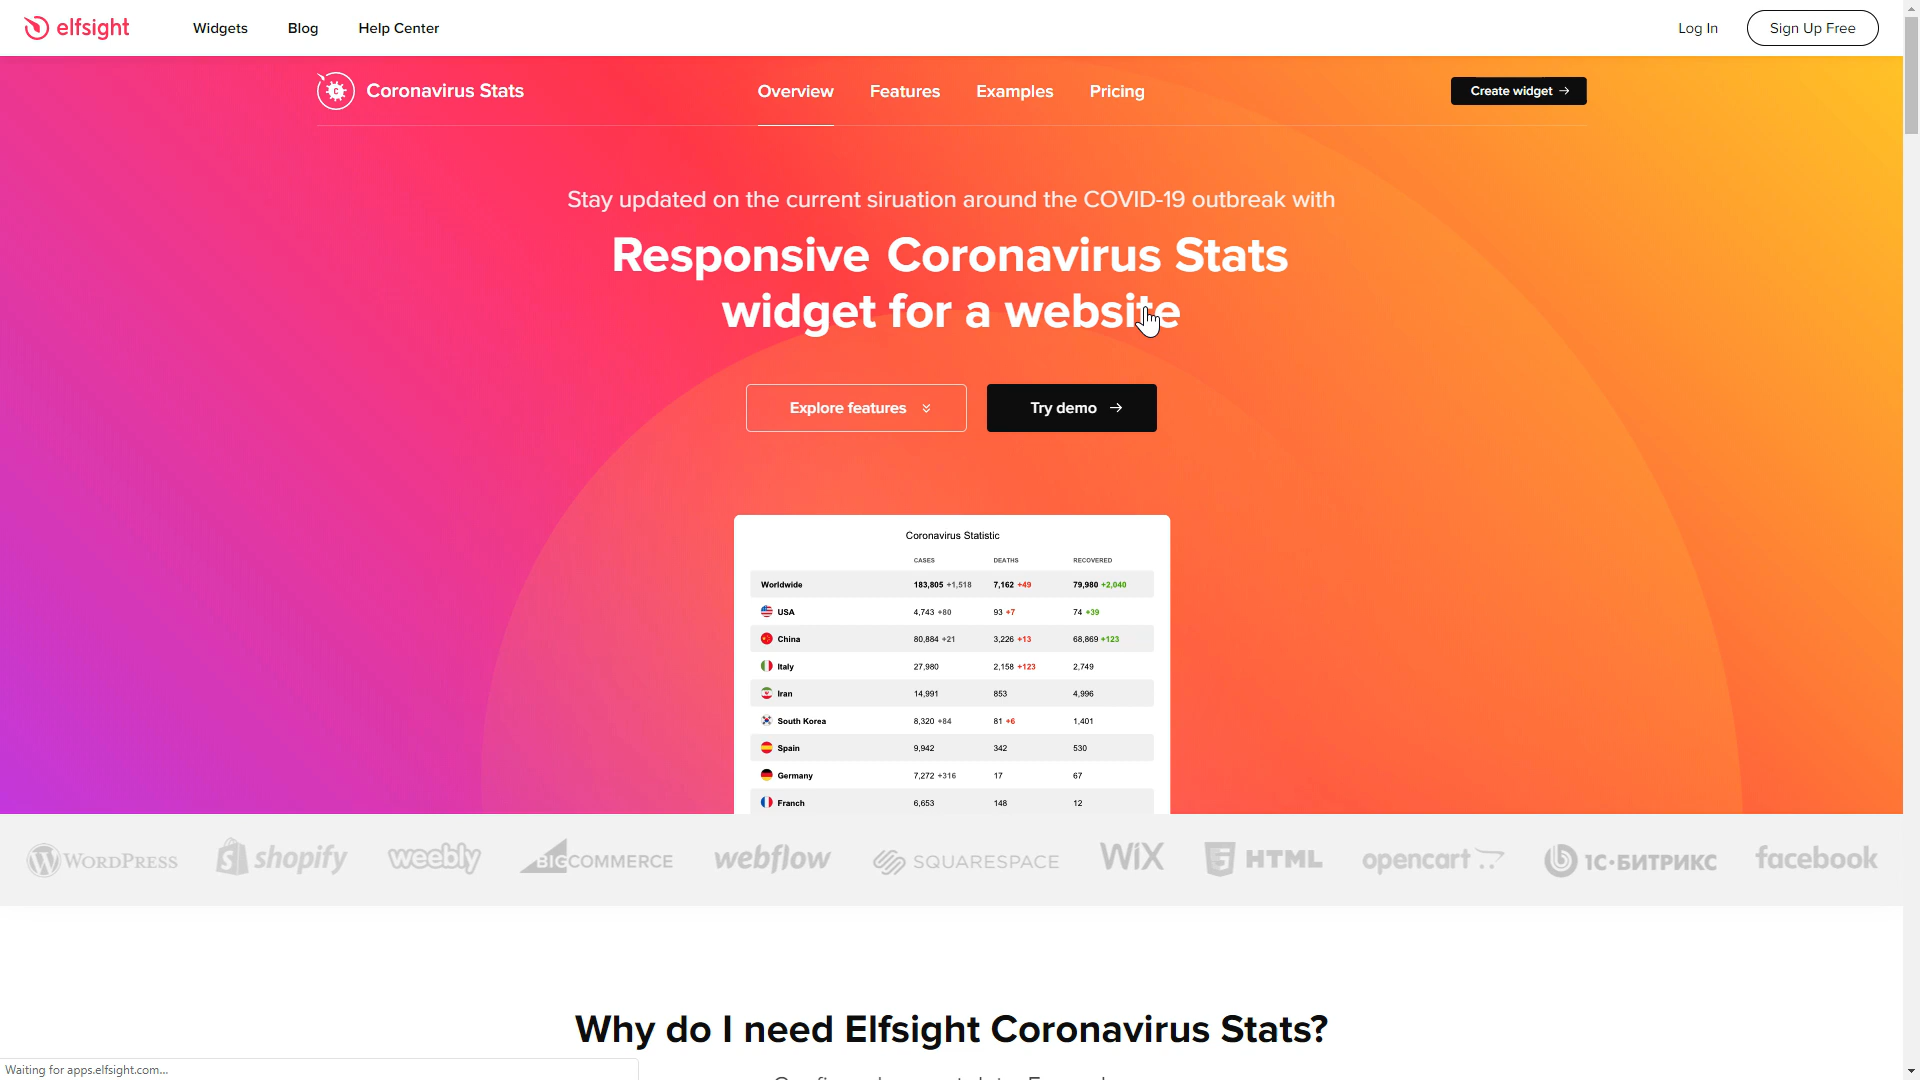 elfsight
Widgets Blog Help Center
Log In Sign Up Free
Coronavirus Stats
Overview Features Examples Pricing
Create widget →
Stay updated on the current siruation around the COVID-19 outbreak with
Responsive Coronavirus Stats
widget for a website
Explore features
Try demo →
Coronavirus Statistic
CASES DEATHS RECOVERED
Worldwide 183,805 +1,518 7,162 +49 79,980 +2,040
USA 4,743 +80 93 +7 74 +39
China 80,884 +21 3,226 +13 68,869 +123
Italy 27,980 2,158 +123 2,749
Iran 14,991 853 4,996
South Korea 8,320 +84 81 +6 1,401
Spain 9,942 342 530
Germany 7,272 +316 17 67
Franch 6,653 148 12
WORDPRESS shopify weebly BIGCOMMERCE webflow SQUARESPACE WiX HTML opencart 1С·БИТРИКС facebook
Why do I need Elfsight Coronavirus Stats?
Waiting for apps.elfsight.com...